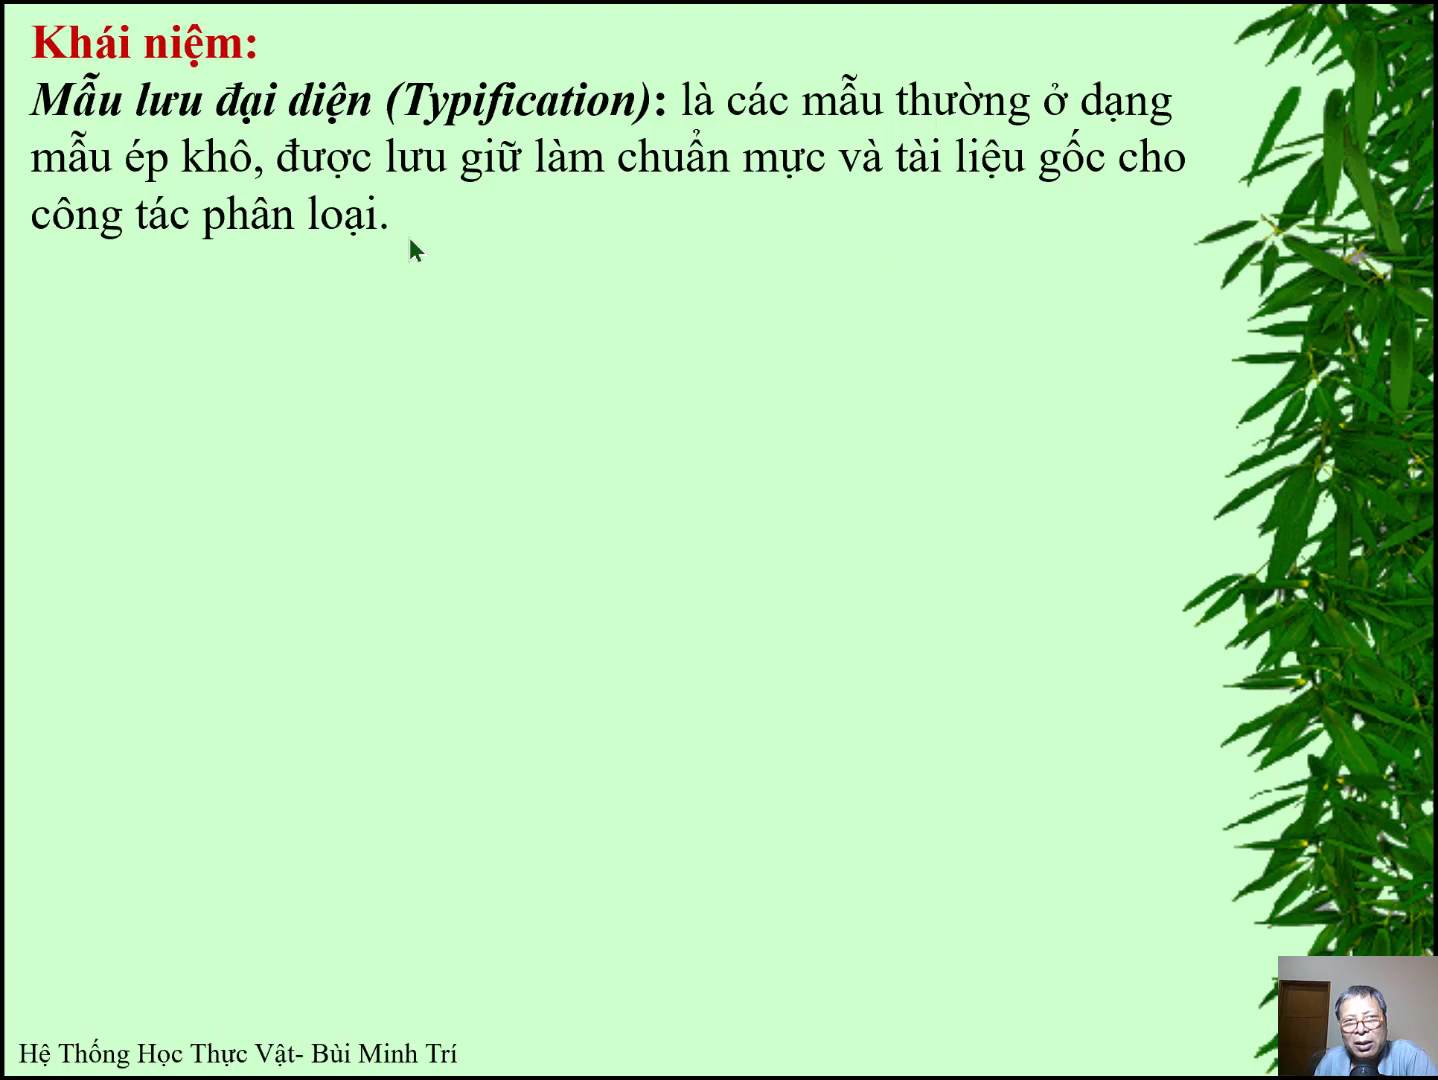 Khái niệm:
Mẫu lưu đại diện (Typification): là các mẫu thường ở dạng
mẫu ép khô, được lưu giữ làm chuẩn mực và tài liệu gốc cho
công tác phân loại.
Hệ Thống Học Thực Vật- Bùi Minh Trí